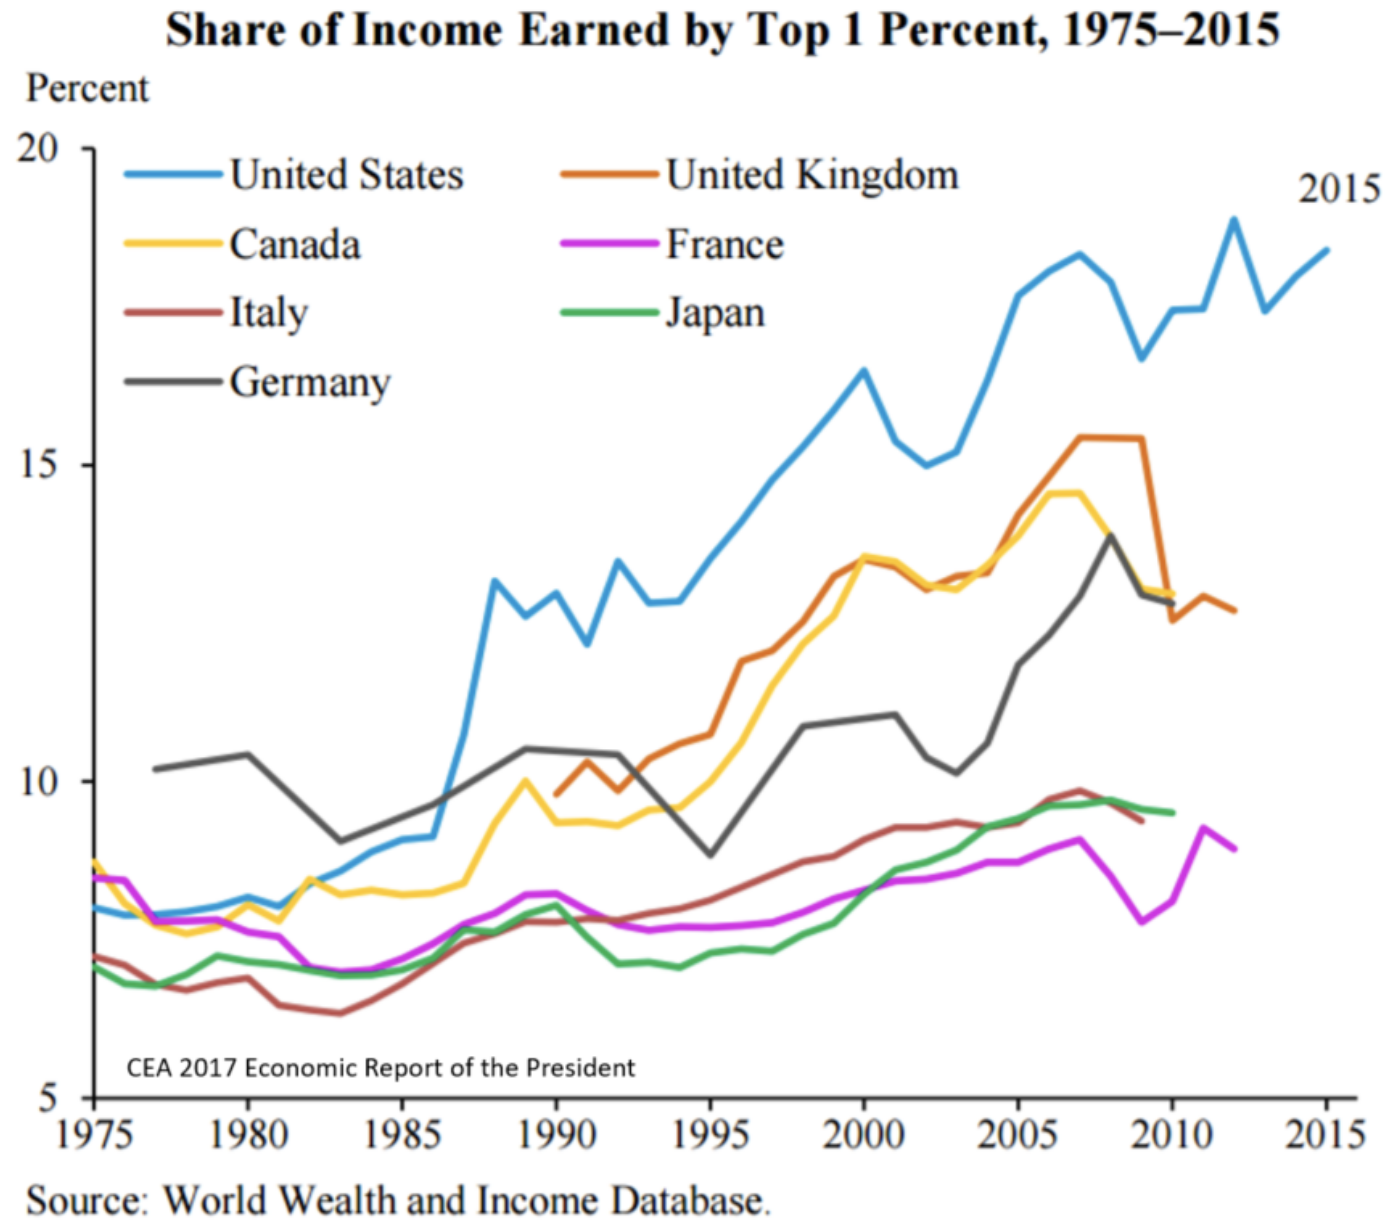 Share of Income Earned by Top 1 Percent, 1975–2015
Percent
20
United States
United Kingdom
2015
Canada
France
Italy
Japan
Germany
15
10
CEA 2017 Economic Report of the President
5
1975 1980 1985 1990 1995 2000 2005 2010 2015
Source: World Wealth and Income Database.